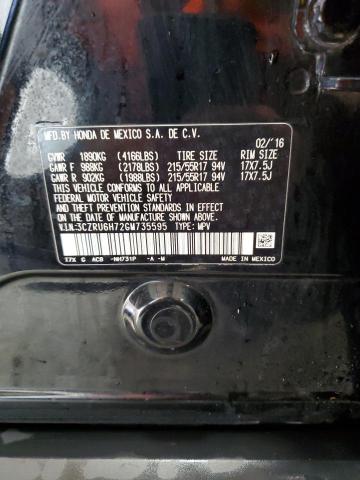 MFD.BY HONDA DE MEXICO S.A. DE C.V.
02/'16
GVWR 1890KG (4166LBS) TIRE SIZE RIM SIZE
GAWR F 988KG (2178LBS) 215/55R17 94V 17X7.5J
GAWR R 902KG (1988LBS) 215/55R17 94V 17X7.5J
THIS VEHICLE CONFORMS TO ALL APPLICABLE
FEDERAL MOTOR VEHICLE SAFETY AND THEFT
PREVENTION STANDARDS IN EFFECT ON THE DATE OF
MANUFACTURE SHOWN ABOVE.
V.I.N:3CZRU6H72GM735595 TYPE: MPV
17X G ACB -NH731P -A -M MADE IN MEXICO